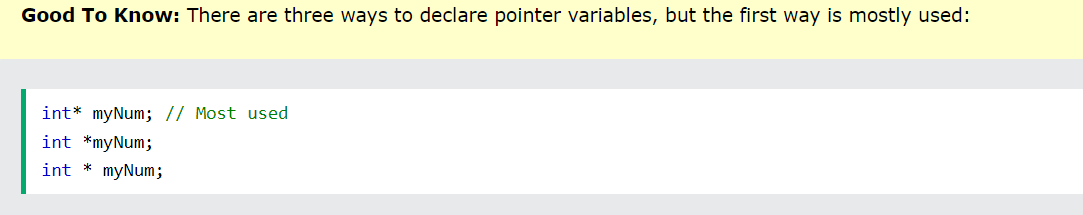 Good To Know: There are three ways to declare pointer variables, but the first way is mostly used:
int* myNum; // Most used
int *myNum;
int * myNum;